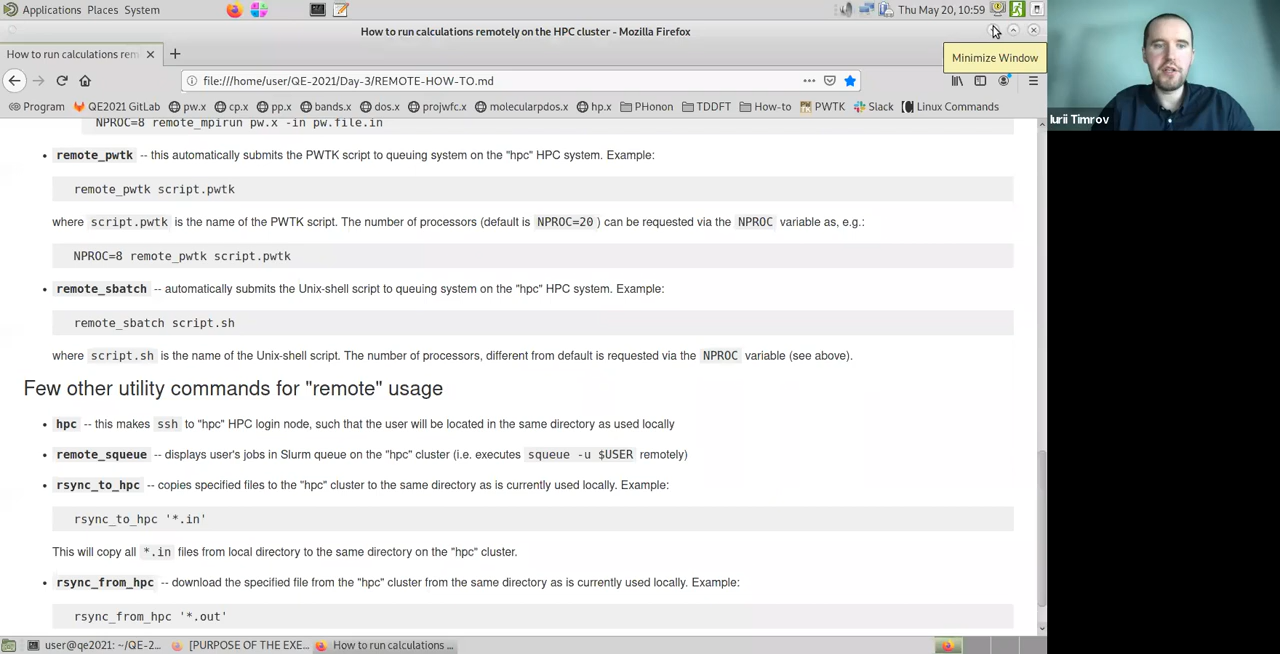 Applications Places System
Thu May 20, 10:59
How to run calculations remotely on the HPC cluster - Mozilla Firefox
How to run calculations rem
Minimize Window
file:///home/user/QE-2021/Day-3/REMOTE-HOW-TO.md
Program QE2021 GitLab pw.x cp.x pp.x bands.x dos.x projwfc.x molecularpdos.x hp.x PHonon TDDFT How-to PWTK Slack Linux Commands
Iurii Timrov
NPROC=8 remote_mpirun pw.x -in pw.file.in
• remote_pwtk -- this automatically submits the PWTK script to queuing system on the "hpc" HPC system. Example:
remote_pwtk script.pwtk
where script.pwtk is the name of the PWTK script. The number of processors (default is NPROC=20 ) can be requested via the NPROC variable as, e.g.:
NPROC=8 remote_pwtk script.pwtk
• remote_sbatch -- automatically submits the Unix-shell script to queuing system on the "hpc" HPC system. Example:
remote_sbatch script.sh
where script.sh is the name of the Unix-shell script. The number of processors, different from default is requested via the NPROC variable (see above).
Few other utility commands for "remote" usage
• hpc -- this makes ssh to "hpc" HPC login node, such that the user will be located in the same directory as used locally
• remote_squeue -- displays user's jobs in Slurm queue on the "hpc" cluster (i.e. executes squeue -u $USER remotely)
• rsync_to_hpc -- copies specified files to the "hpc" cluster to the same directory as is currently used locally. Example:
rsync_to_hpc '*.in'
This will copy all *.in files from local directory to the same directory on the "hpc" cluster.
• rsync_from_hpc -- download the specified file from the "hpc" cluster from the same directory as is currently used locally. Example:
rsync_from_hpc '*.out'
user@qe2021: ~/QE-2... [PURPOSE OF THE EXE... How to run calculations ...